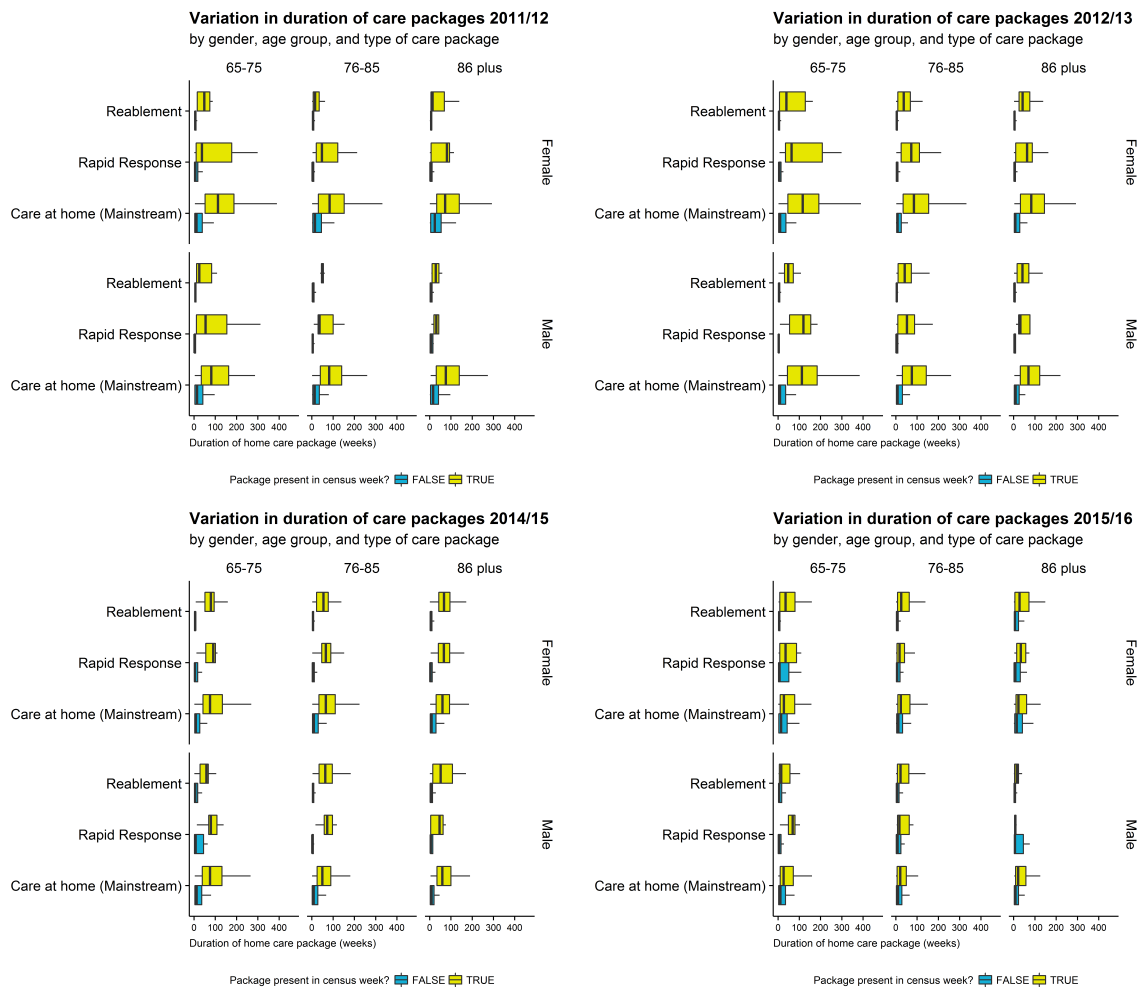 Variation in duration of care packages 2011/12
by gender, age group, and type of care package
65-75 76-85 86 plus
Reablement
Rapid Response
Care at home (Mainstream)
Female
Reablement
Rapid Response
Care at home (Mainstream)
Male
0 100 200 300 400 0 100 200 300 400 0 100 200 300 400
Duration of home care package (weeks)
Package present in census week? FALSE TRUE
Variation in duration of care packages 2012/13
by gender, age group, and type of care package
65-75 76-85 86 plus
Reablement
Rapid Response
Care at home (Mainstream)
Female
Reablement
Rapid Response
Care at home (Mainstream)
Male
0 100 200 300 400 0 100 200 300 400 0 100 200 300 400
Duration of home care package (weeks)
Package present in census week? FALSE TRUE
Variation in duration of care packages 2014/15
by gender, age group, and type of care package
65-75 76-85 86 plus
Reablement
Rapid Response
Care at home (Mainstream)
Female
Reablement
Rapid Response
Care at home (Mainstream)
Male
0 100 200 300 400 0 100 200 300 400 0 100 200 300 400
Duration of home care package (weeks)
Package present in census week? FALSE TRUE
Variation in duration of care packages 2015/16
by gender, age group, and type of care package
65-75 76-85 86 plus
Reablement
Rapid Response
Care at home (Mainstream)
Female
Reablement
Rapid Response
Care at home (Mainstream)
Male
0 100 200 300 400 0 100 200 300 400 0 100 200 300 400
Duration of home care package (weeks)
Package present in census week? FALSE TRUE